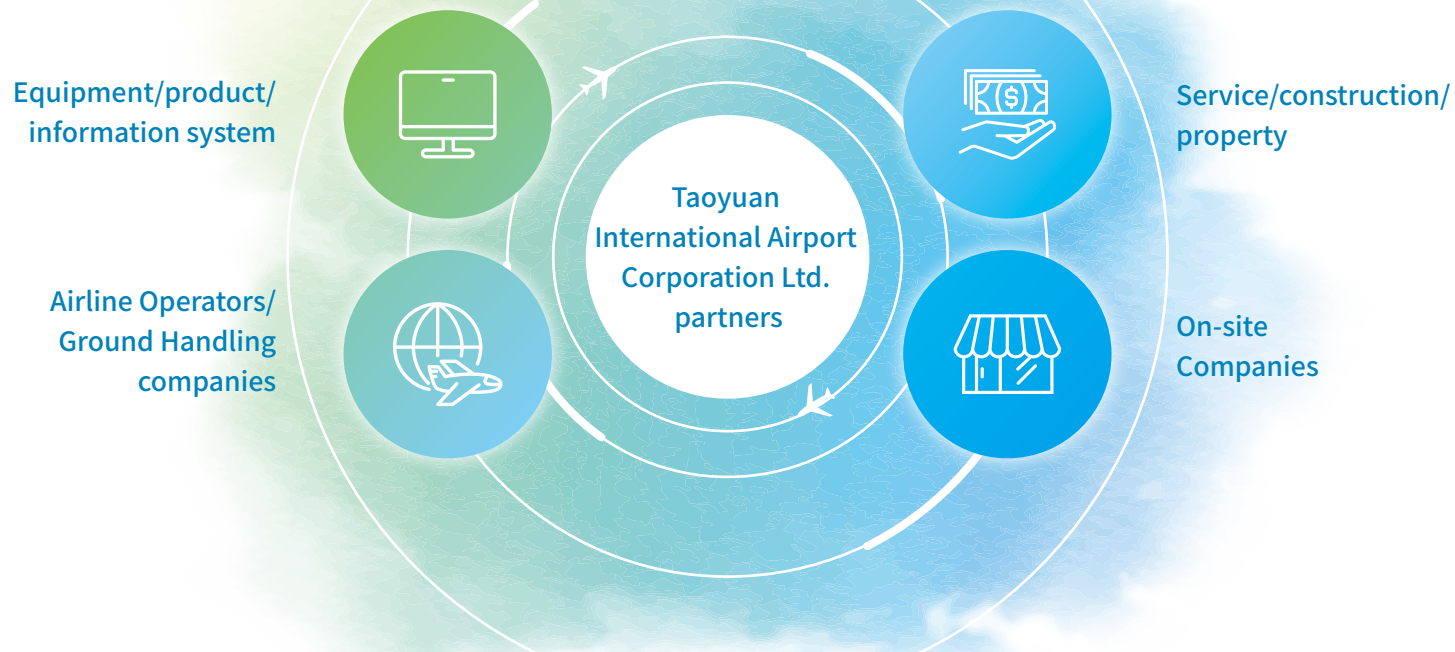 Equipment/product/
information system
Service/construction/
property
Taoyuan
International Airport
Corporation Ltd.
partners
Airline Operators/
Ground Handling
companies
On-site
Companies